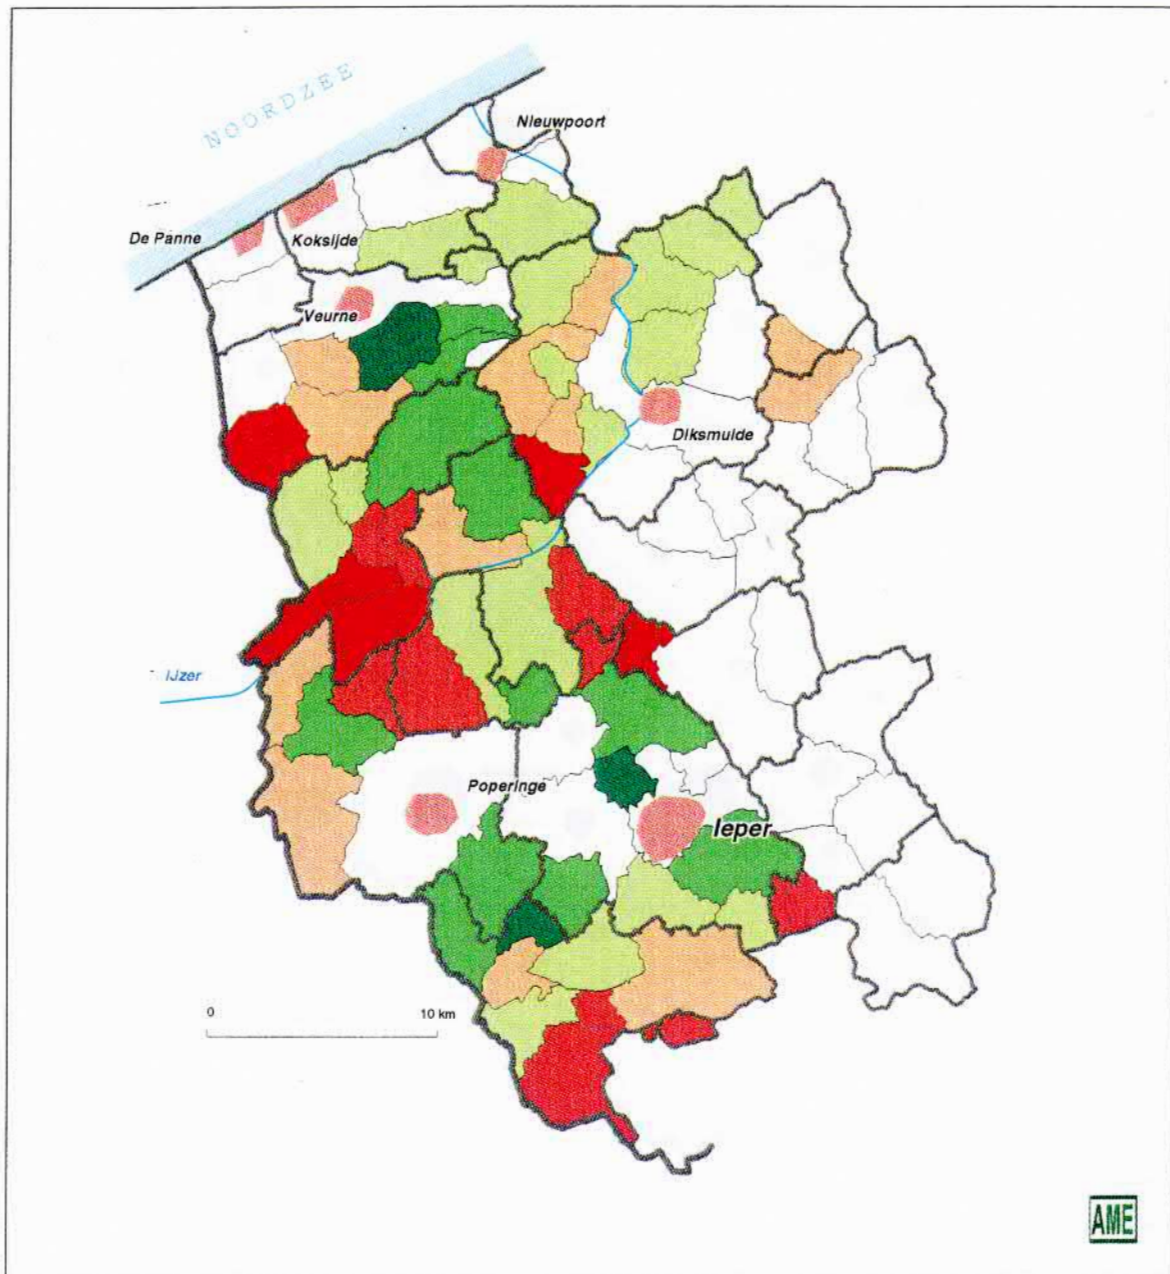 NOORDZEE
Nieuwpoort
De Panne
Koksijde
Veurne
Diksmuide
IJzer
Poperinge
Ieper
0 10 km
AME